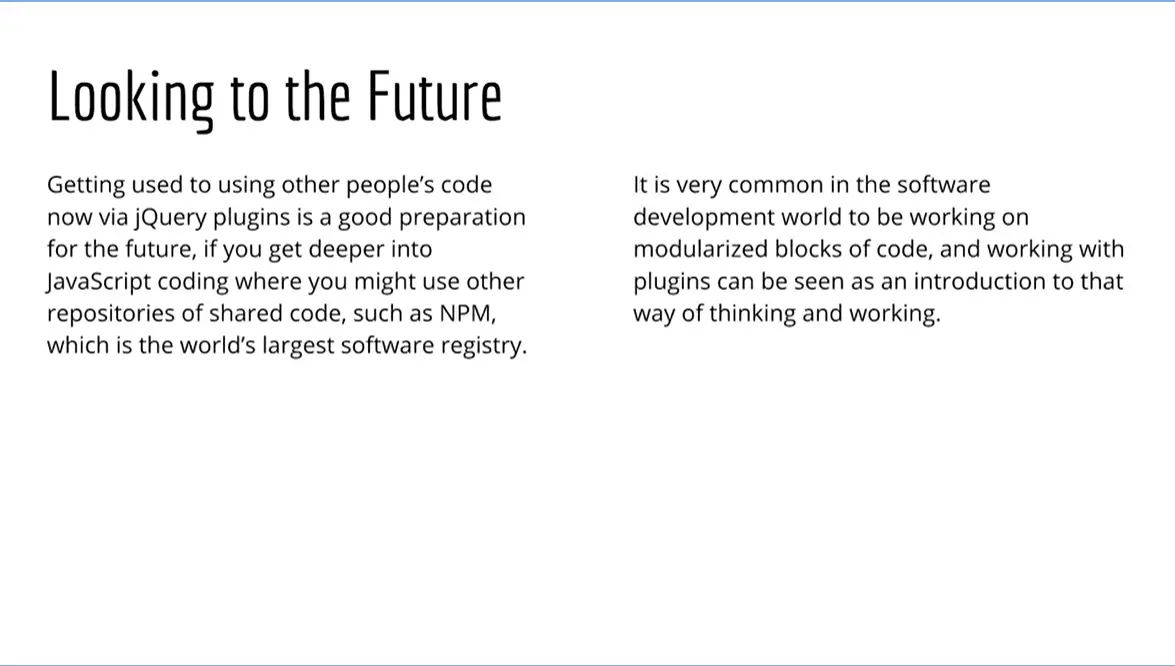 Looking to the Future
Getting used to using other people’s code
now via jQuery plugins is a good preparation
for the future, if you get deeper into
JavaScript coding where you might use other
repositories of shared code, such as NPM,
which is the world’s largest software registry.
It is very common in the software
development world to be working on
modularized blocks of code, and working with
plugins can be seen as an introduction to that
way of thinking and working.